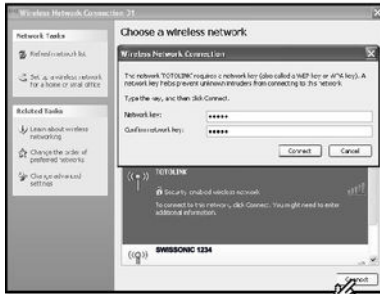 Wireless Network Connection 21
Network Tasks
Refresh network list
Set up a wireless network
for a home or small office
Related Tasks
Learn about wireless
networking
Change the order of
preferred networks
Change advanced
settings
Choose a wireless network
Wireless Network Connection
The network 'TOTOLINK' requires a network key (also called a WEP key or WPA key). A
network key helps prevent unknown intruders from connecting to this network.
Type the key, and then click Connect.
Network key:
Confirm network key:
Connect
Cancel
TOTOLINK
Security-enabled wireless network
To connect to this network, click Connect. You might need to enter
additional information.
SWISSONIC 1234
Connect